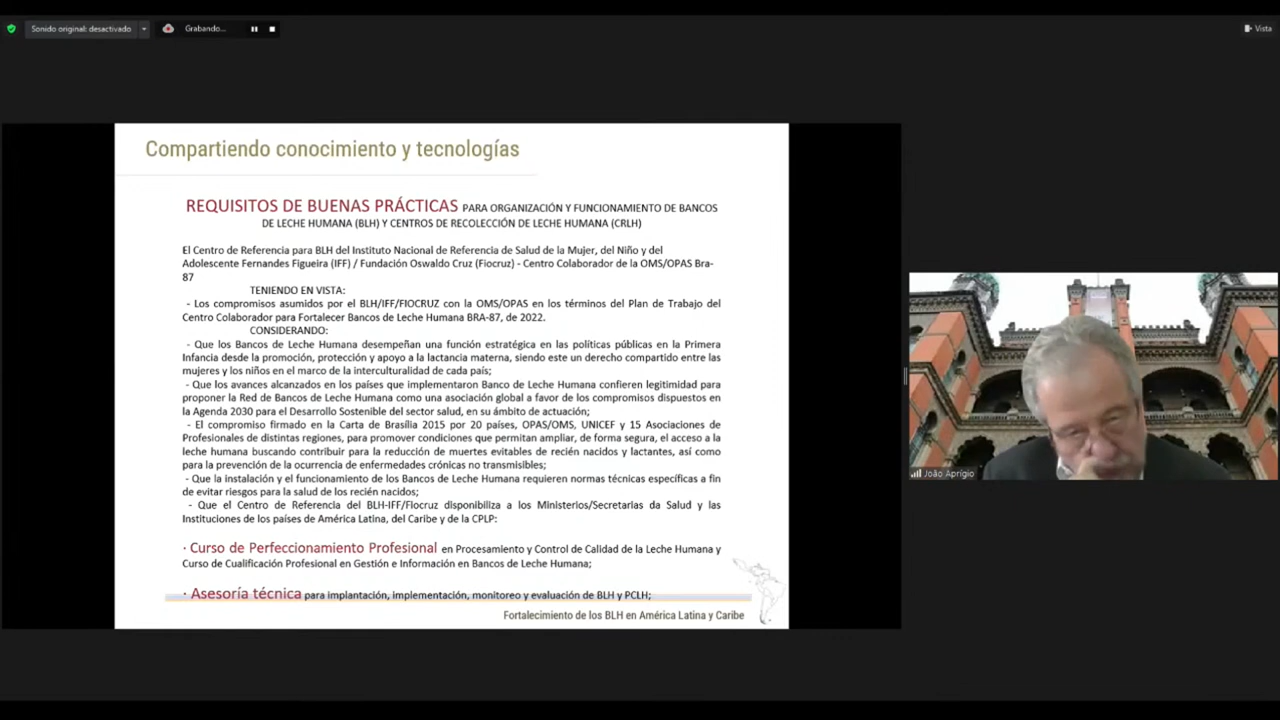 Sonido original: desactivado
Grabando...
Vista
Compartiendo conocimiento y tecnologías
REQUISITOS DE BUENAS PRÁCTICAS PARA ORGANIZACIÓN Y FUNCIONAMIENTO DE BANCOS
DE LECHE HUMANA (BLH) Y CENTROS DE RECOLECCIÓN DE LECHE HUMANA (CRLH)
El Centro de Referencia para BLH del Instituto Nacional de Referencia de Salud de la Mujer, del Niño y del
Adolescente Fernandes Figueira (IFF) / Fundación Oswaldo Cruz (Fiocruz) - Centro Colaborador de la OMS/OPAS Bra-
87
TENIENDO EN VISTA:
- Los compromisos asumidos por el BLH/IFF/FIOCRUZ con la OMS/OPAS en los términos del Plan de Trabajo del
Centro Colaborador para Fortalecer Bancos de Leche Humana BRA-87, de 2022.
CONSIDERANDO:
- Que los Bancos de Leche Humana desempeñan una función estratégica en las políticas públicas en la Primera
Infancia desde la promoción, protección y apoyo a la lactancia materna, siendo este un derecho compartido entre las
mujeres y los niños en el marco de la interculturalidad de cada país;
- Que los avances alcanzados en los países que implementaron Banco de Leche Humana confieren legitimidad para
proponer la Red de Bancos de Leche Humana como una asociación global a favor de los compromisos dispuestos en
la Agenda 2030 para el Desarrollo Sostenible del sector salud, en su ámbito de actuación;
- El compromiso firmado en la Carta de Brasília 2015 por 20 países, OPAS/OMS, UNICEF y 15 Asociaciones de
Profesionales de distintas regiones, para promover condiciones que permitan ampliar, de forma segura, el acceso a la
leche humana buscando contribuir para la reducción de muertes evitables de recién nacidos y lactantes, así como
para la prevención de la ocurrencia de enfermedades crónicas no transmisibles;
- Que la instalación y el funcionamiento de los Bancos de Leche Humana requieren normas técnicas específicas a fin
de evitar riesgos para la salud de los recién nacidos;
- Que el Centro de Referencia del BLH-IFF/Fiocruz disponibiliza a los Ministerios/Secretarias da Salud y las
Instituciones de los países de América Latina, del Caribe y de la CPLP:
· Curso de Perfeccionamiento Profesional en Procesamiento y Control de Calidad de la Leche Humana y
Curso de Cualificación Profesional en Gestión e Información en Bancos de Leche Humana;
· Asesoría técnica para implantación, implementación, monitoreo y evaluación de BLH y PCLH;
Fortalecimiento de los BLH en América Latina y Caribe
João Aprigio